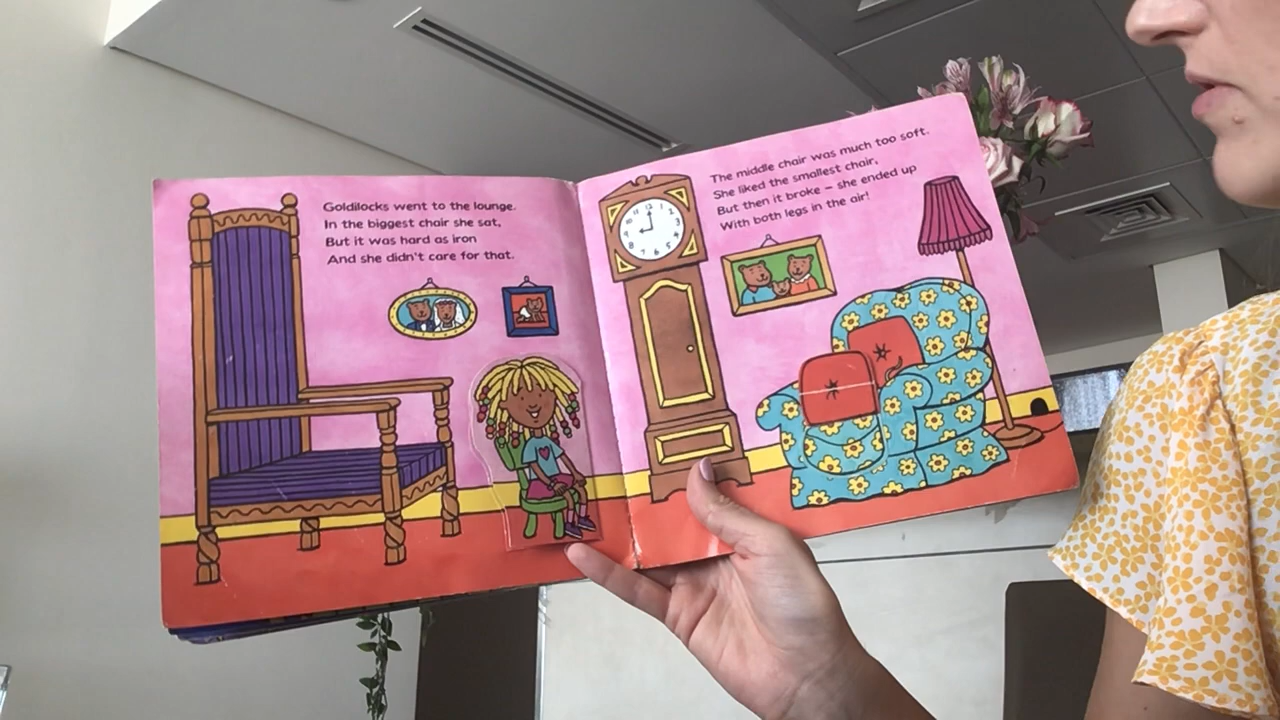 Goldilocks went to the lounge.
In the biggest chair she sat,
But it was hard as iron
And she didn't care for that.
The middle chair was much too soft.
She liked the smallest chair,
But then it broke – she ended up
With both legs in the air!